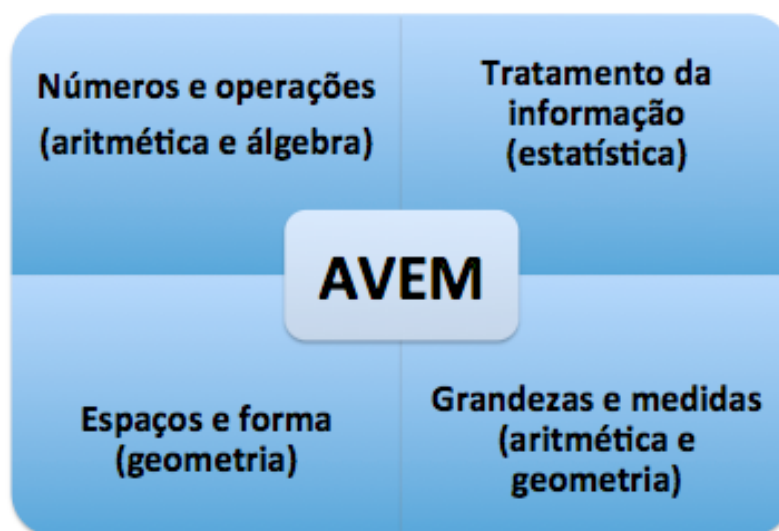 Números e operações
(aritmética e álgebra)
Tratamento da
informação
(estatística)
AVEM
Espaços e forma
(geometria)
Grandezas e medidas
(aritmética e
geometria)